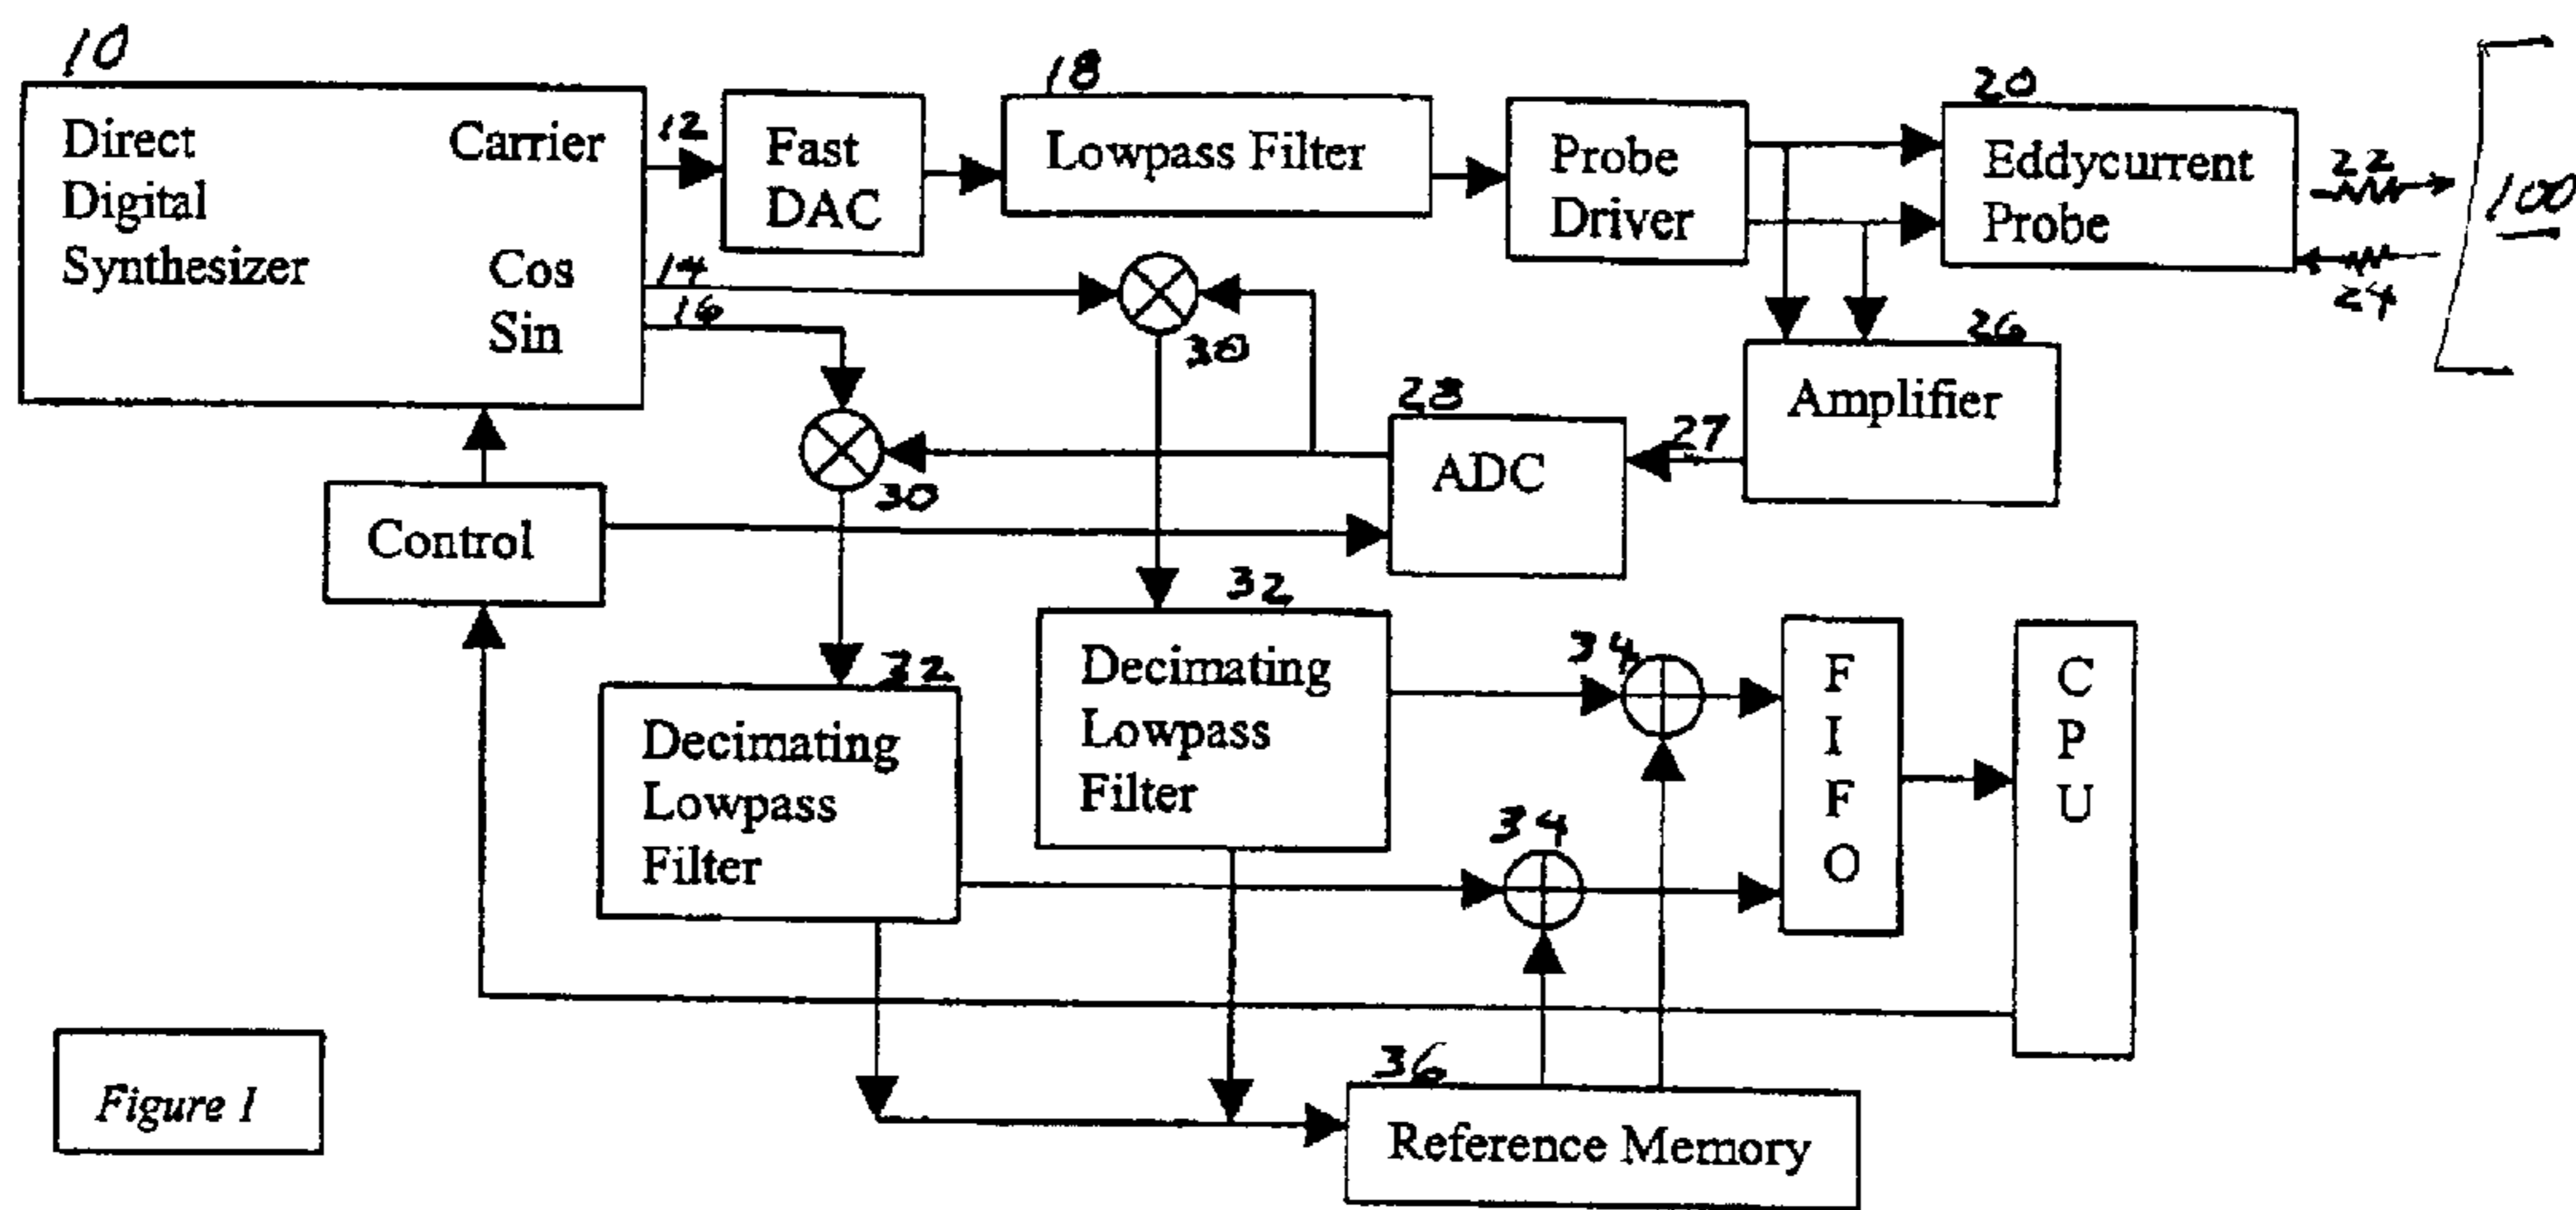 10
Direct
Digital
Synthesizer
Carrier
Cos
Sin
12
14
16
Fast
DAC
18
Lowpass Filter
Probe
Driver
20
Eddycurrent
Probe
22
24
100
30
30
26
Amplifier
27
28
ADC
Control
32
Decimating
Lowpass
Filter
32
Decimating
Lowpass
Filter
34
34
F
I
F
O
C
P
U
36
Reference Memory
Figure 1